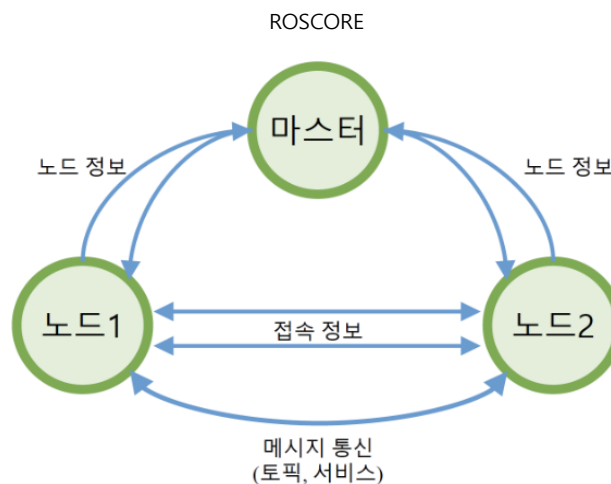 ROSCORE
마스터
노드 정보
노드 정보
노드1
노드2
접속 정보
메시지 통신
(토픽, 서비스)